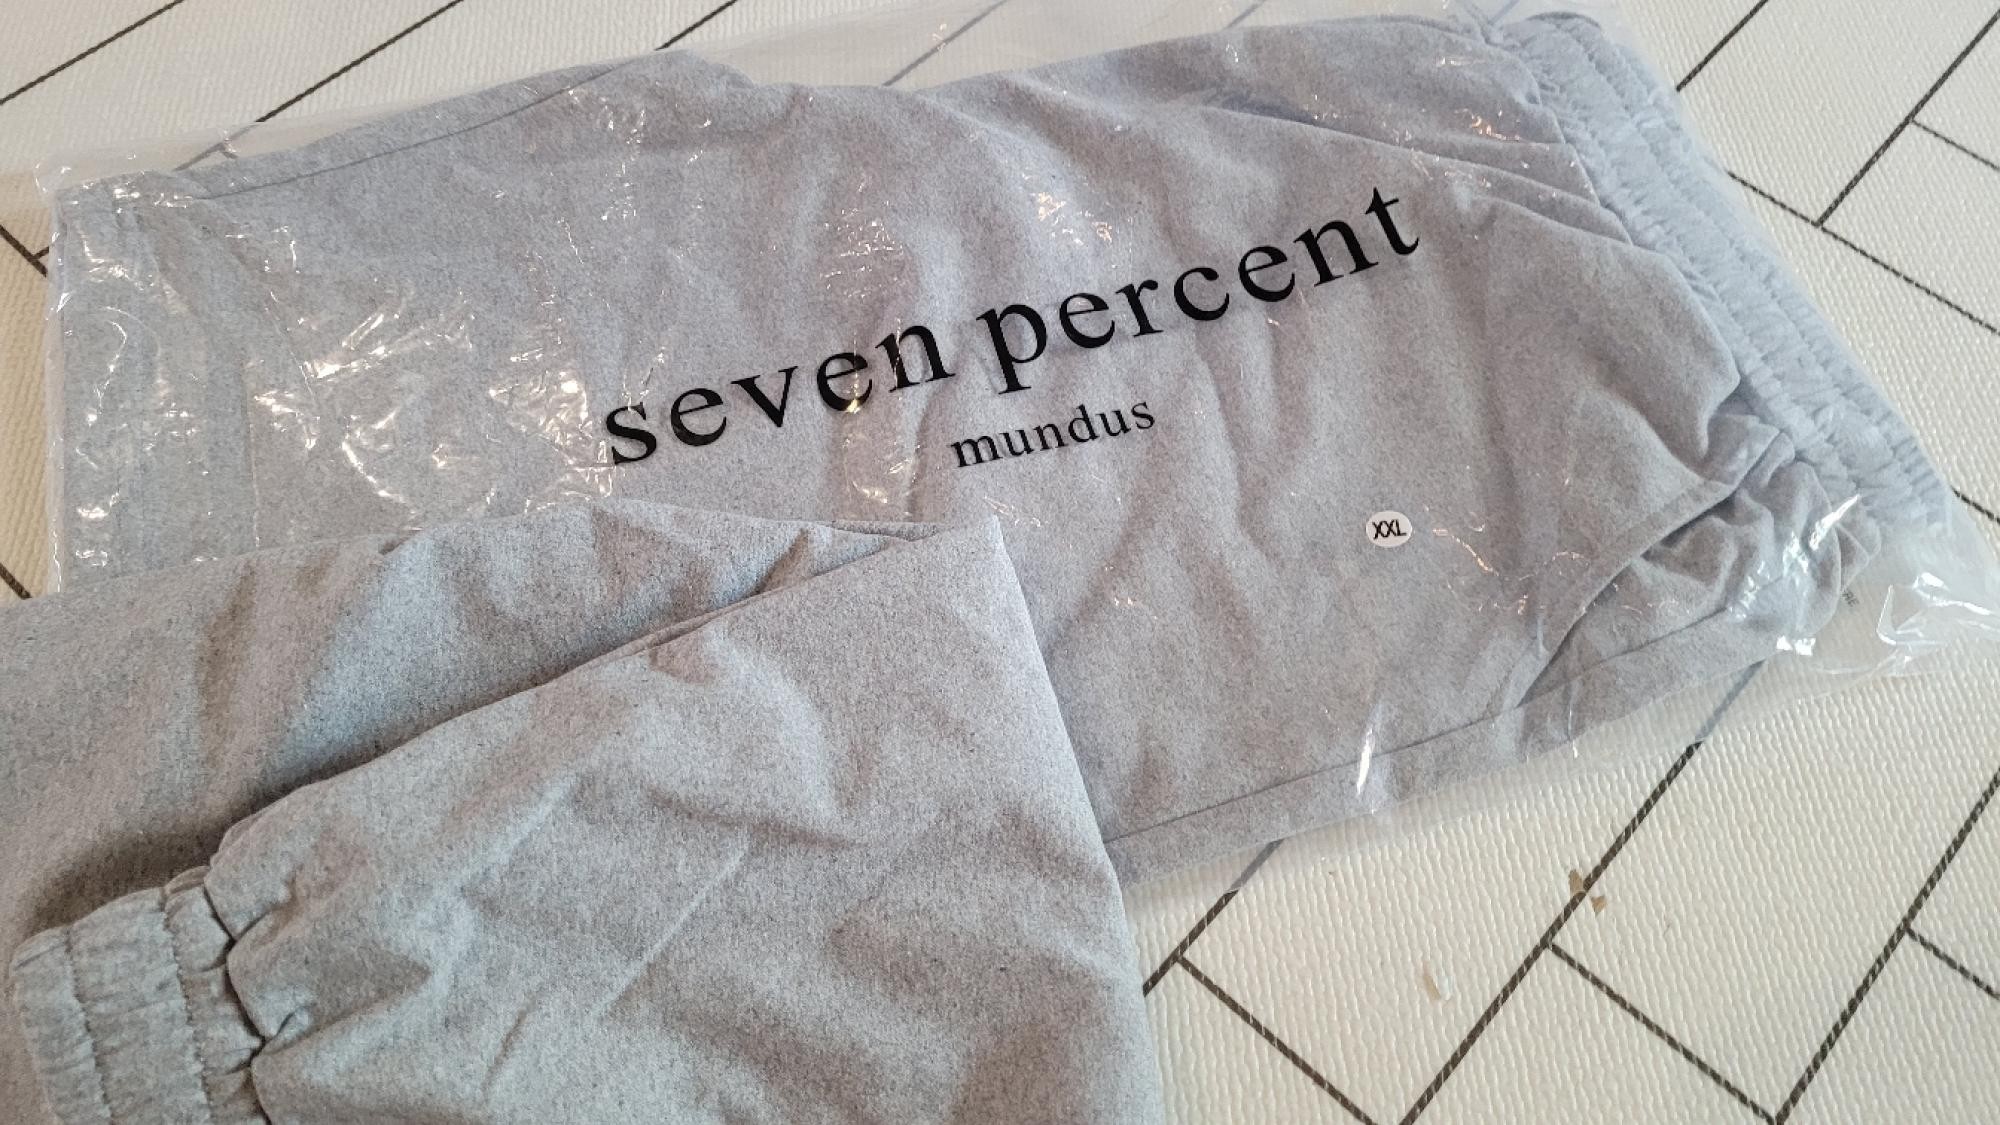 seven percent
mundus
XXL